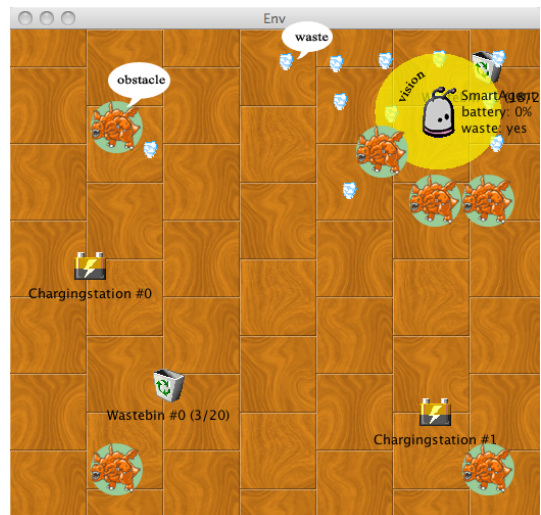 Env
waste
obstacle
vision
SmartAgent
battery: 0%
waste: yes
Chargingstation #0
Wastebin #0 (3/20)
Chargingstation #1